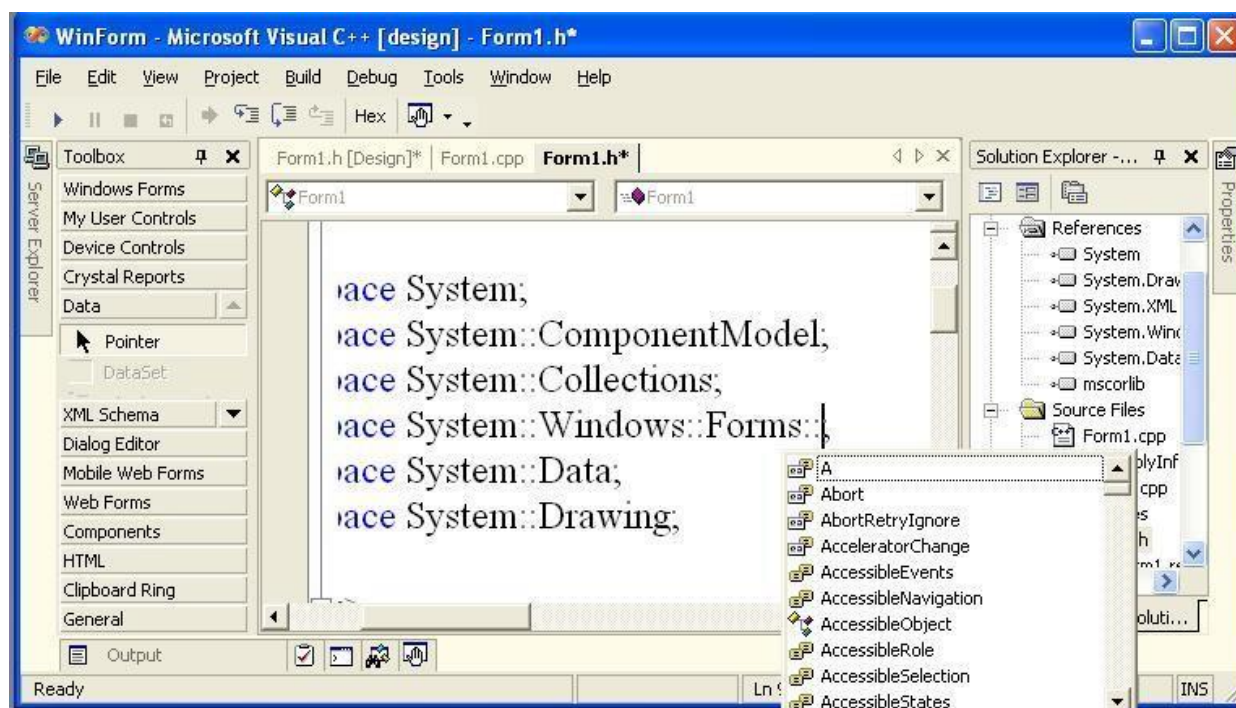 WinForm - Microsoft Visual C++ [design] - Form1.h*
File Edit View Project Build Debug Tools Window Help
Hex
Server Explorer
Toolbox
Windows Forms
My User Controls
Device Controls
Crystal Reports
Data
Pointer
DataSet
XML Schema
Dialog Editor
Mobile Web Forms
Web Forms
Components
HTML
Clipboard Ring
General
Form1.h [Design]* Form1.cpp Form1.h*
Form1 Form1
ace System;
ace System::ComponentModel;
ace System::Collections;
ace System::Windows::Forms::;
ace System::Data;
ace System::Drawing;
A
Abort
AbortRetryIgnore
AcceleratorChange
AccessibleEvents
AccessibleNavigation
AccessibleObject
AccessibleRole
AccessibleSelection
AccessibleStates
Solution Explorer -...
References
System
System.Drav
System.XML
System.Wind
System.Data
mscorlib
Source Files
Form1.cpp
blyInf
cpp
es
h
oluti...
Properties
Output
Ready
Ln
INS